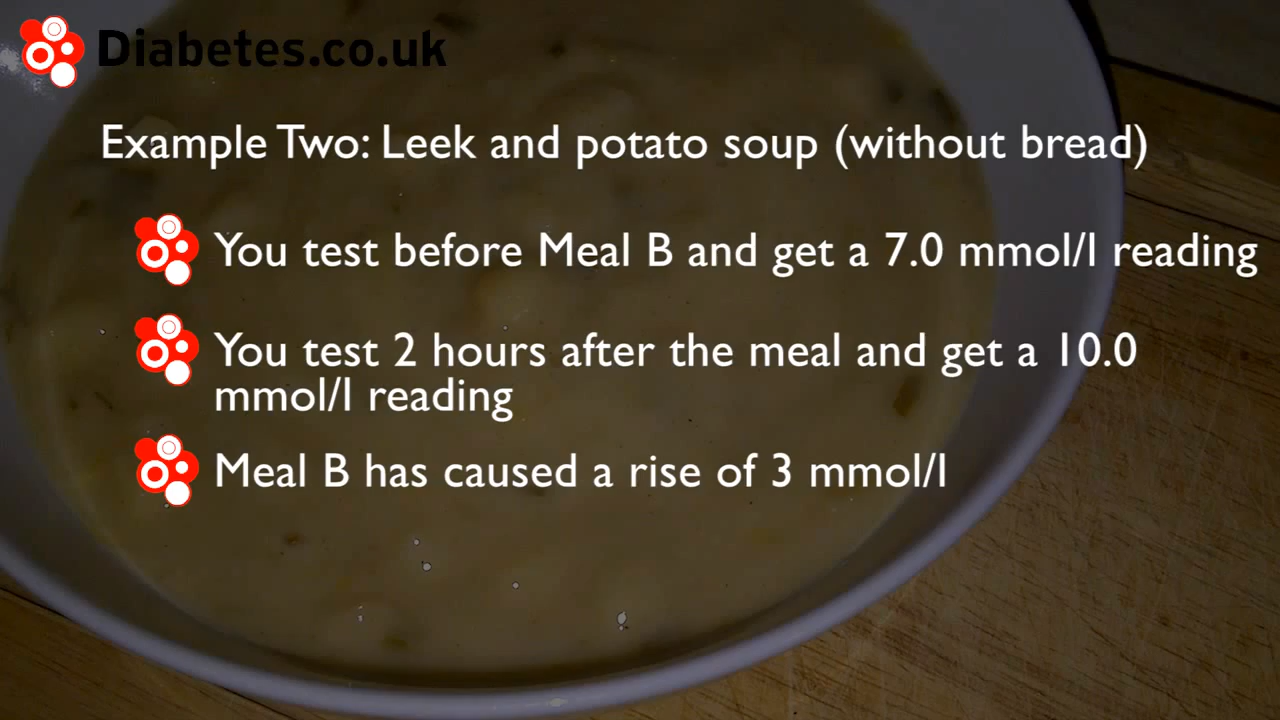 Diabetes.co.uk
Example Two: Leek and potato soup (without bread)
You test before Meal B and get a 7.0 mmol/l reading
You test 2 hours after the meal and get a 10.0
mmol/l reading
Meal B has caused a rise of 3 mmol/l